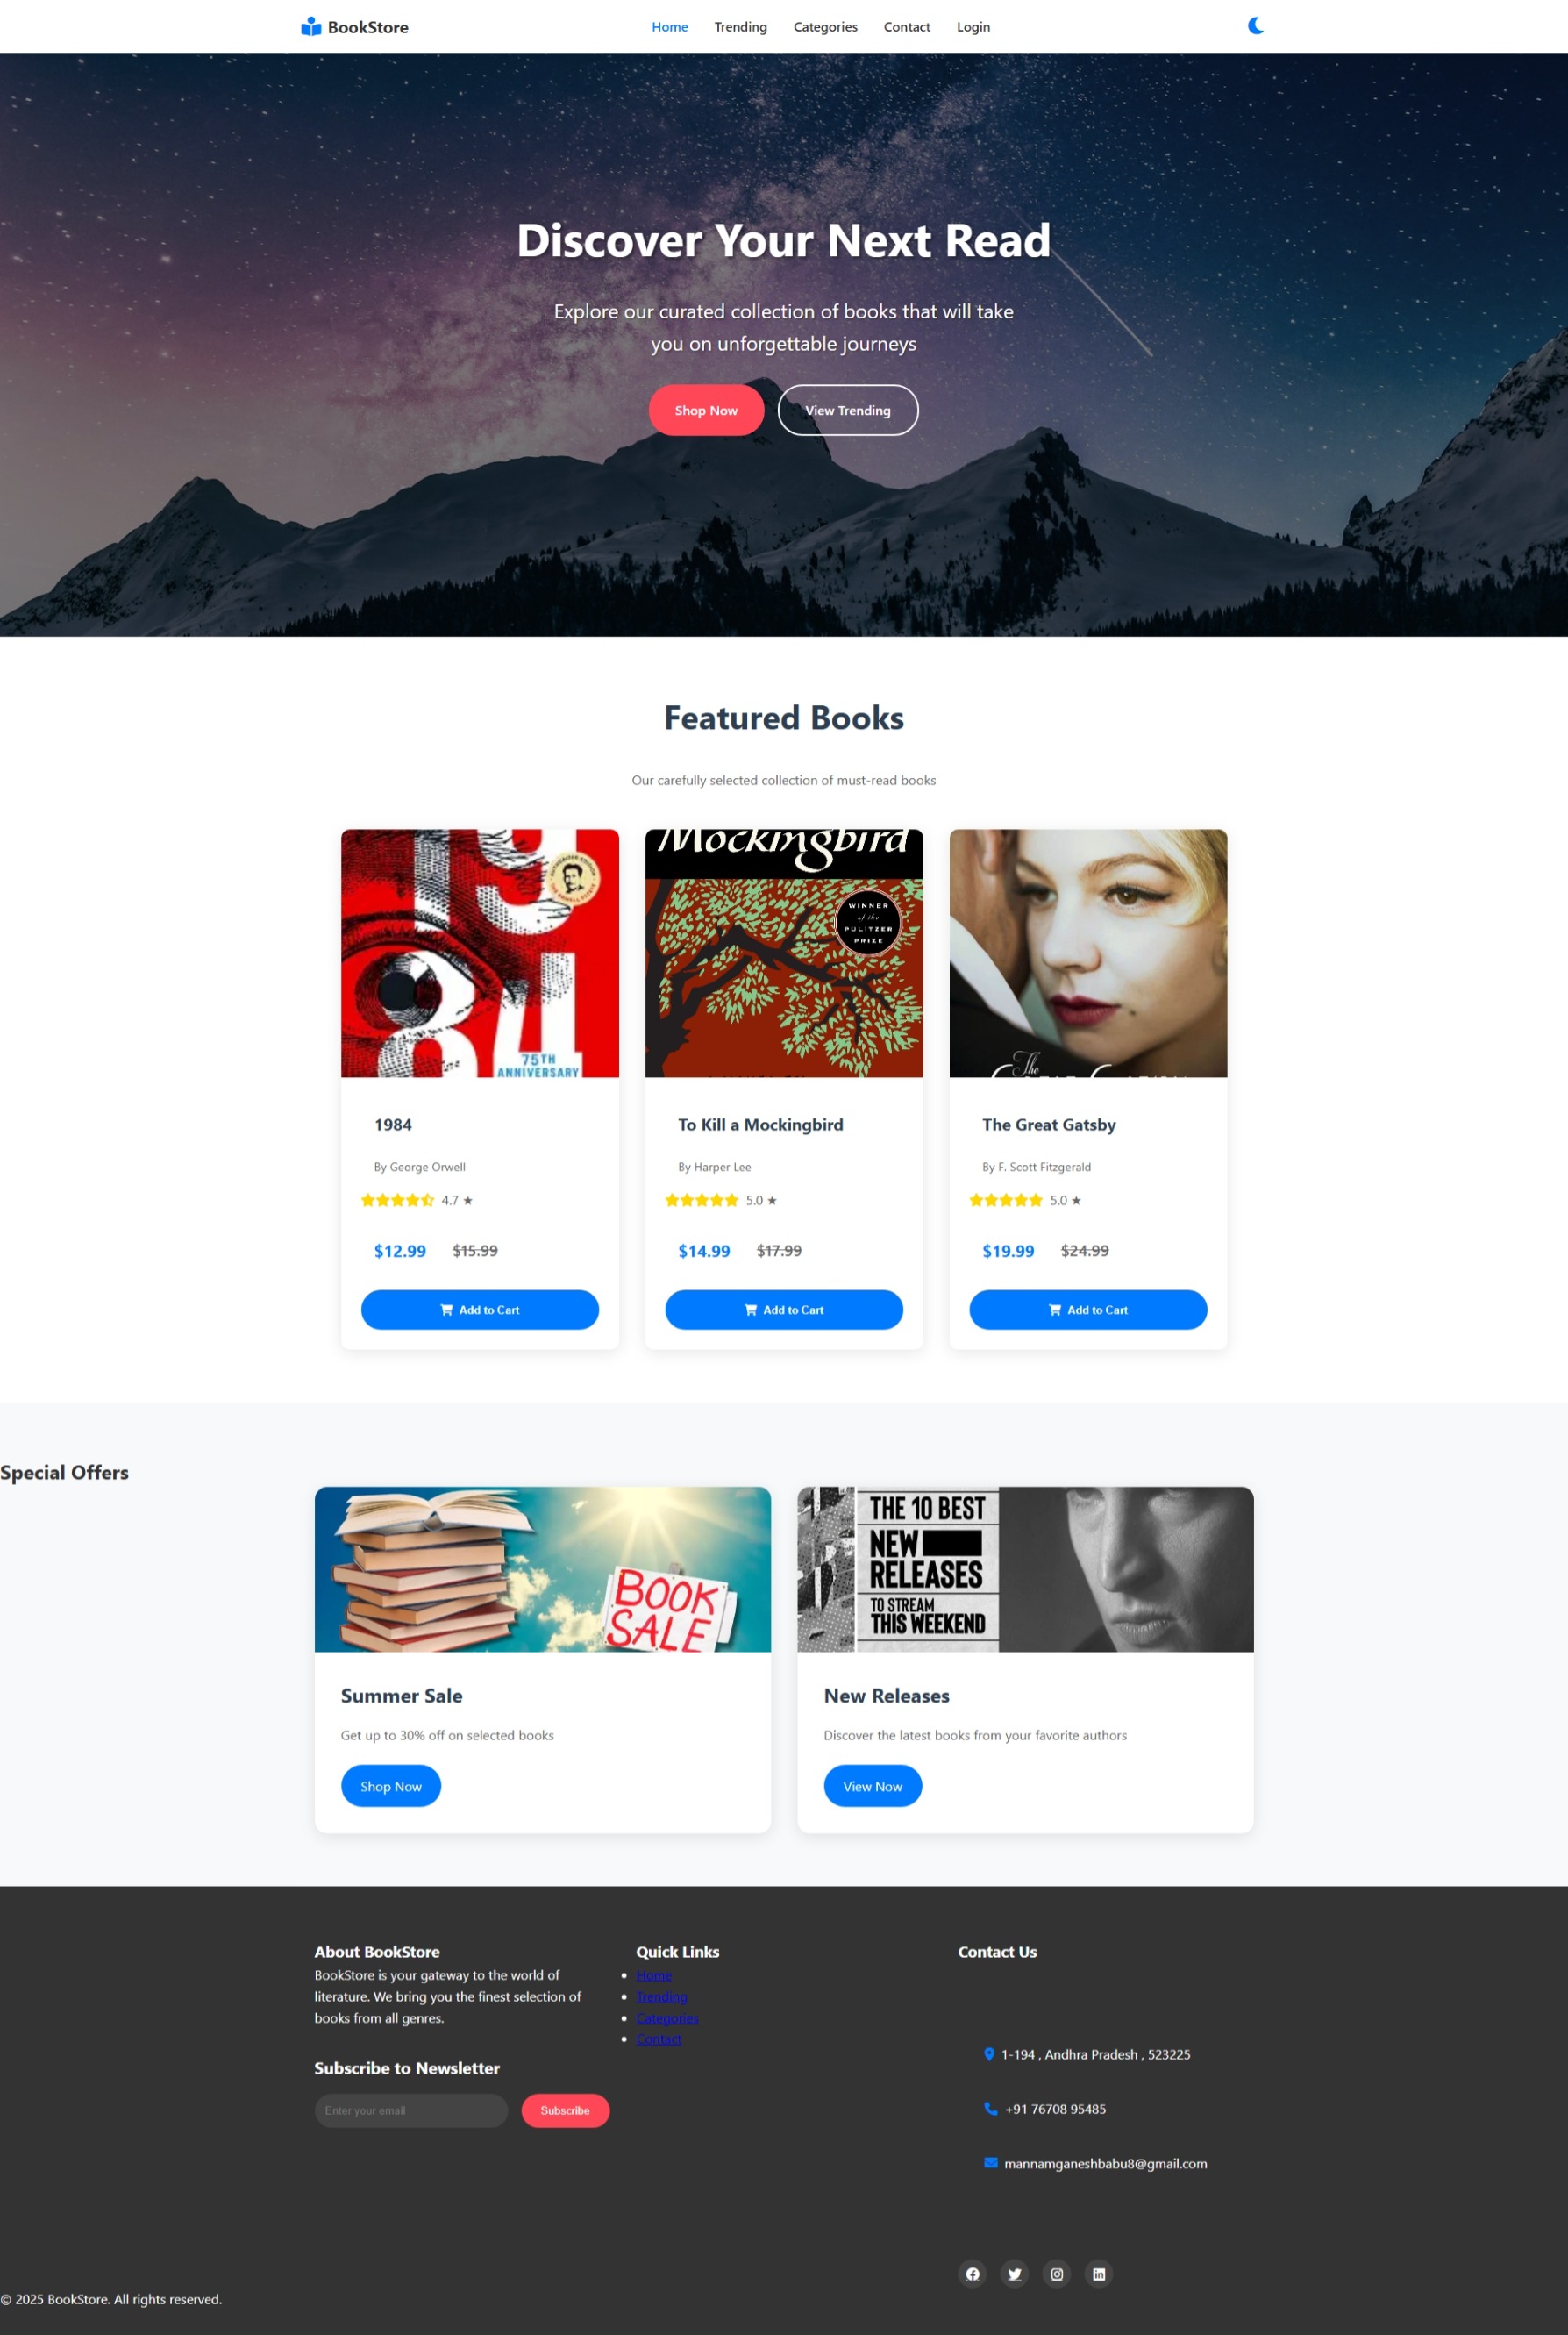 BookStore
Home
Trending
Categories
Contact
Login
Discover Your Next Read
Explore our curated collection of books that will take
you on unforgettable journeys
Shop Now
View Trending
Featured Books
Our carefully selected collection of must-read books
19
84
75TH
ANNIVERSARY
1984
By George Orwell
4.7 ★
$12.99 $15.99
Add to Cart
Mockingbird
WINNER
of the
PULITZER
PRIZE
To Kill a Mockingbird
By Harper Lee
5.0 ★
$14.99 $17.99
Add to Cart
The
The Great Gatsby
By F. Scott Fitzgerald
5.0 ★
$19.99 $24.99
Add to Cart
Special Offers
BOOK
SALE
Summer Sale
Get up to 30% off on selected books
Shop Now
THE 10 BEST
NEW
RELEASES
TO STREAM
THIS WEEKEND
New Releases
Discover the latest books from your favorite authors
View Now
About BookStore
BookStore is your gateway to the world of
literature. We bring you the finest selection of
books from all genres.
Subscribe to Newsletter
Enter your email
Subscribe
Quick Links
Home
Trending
Categories
Contact
Contact Us
1-194 , Andhra Pradesh , 523225
+91 76708 95485
mannamganeshbabu8@gmail.com
© 2025 BookStore. All rights reserved.